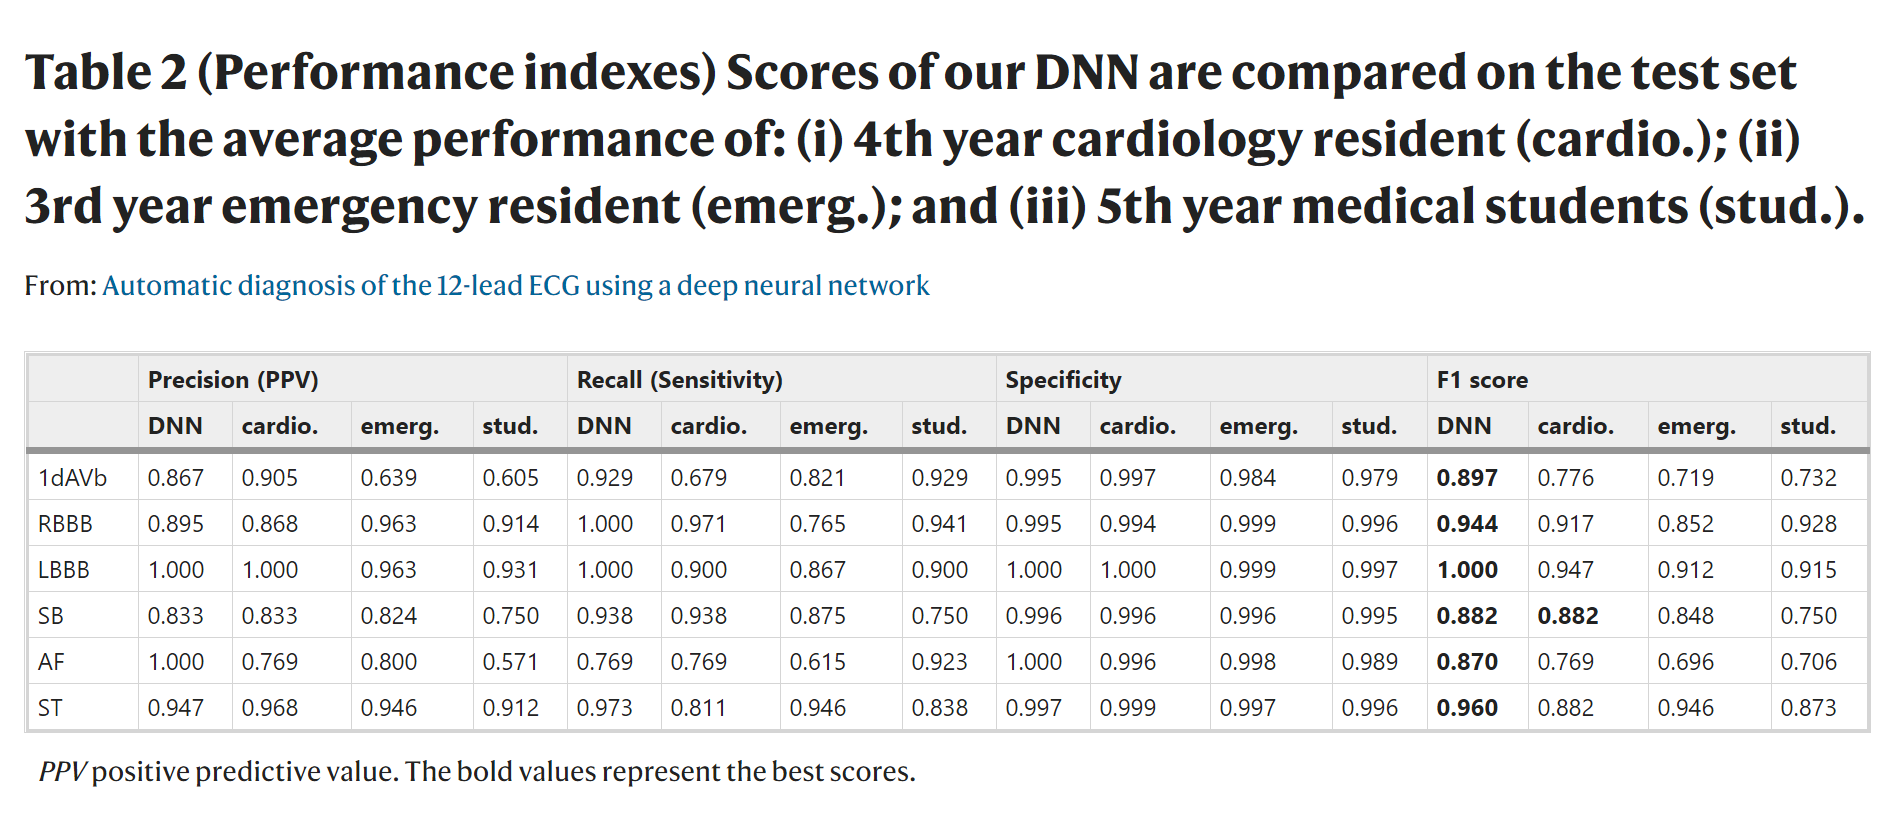 Table 2 (Performance indexes) Scores of our DNN are compared on the test set
with the average performance of: (i) 4th year cardiology resident (cardio.); (ii)
3rd year emergency resident (emerg.); and (iii) 5th year medical students (stud.).
From: Automatic diagnosis of the 12-lead ECG using a deep neural network
Precision (PPV) Recall (Sensitivity) Specificity F1 score
DNN cardio. emerg. stud. DNN cardio. emerg. stud. DNN cardio. emerg. stud. DNN cardio. emerg. stud.
1dAVb 0.867 0.905 0.639 0.605 0.929 0.679 0.821 0.929 0.995 0.997 0.984 0.979 0.897 0.776 0.719 0.732
RBBB 0.895 0.868 0.963 0.914 1.000 0.971 0.765 0.941 0.995 0.994 0.999 0.996 0.944 0.917 0.852 0.928
LBBB 1.000 1.000 0.963 0.931 1.000 0.900 0.867 0.900 1.000 1.000 0.999 0.997 1.000 0.947 0.912 0.915
SB 0.833 0.833 0.824 0.750 0.938 0.938 0.875 0.750 0.996 0.996 0.996 0.995 0.882 0.882 0.848 0.750
AF 1.000 0.769 0.800 0.571 0.769 0.769 0.615 0.923 1.000 0.996 0.998 0.989 0.870 0.769 0.696 0.706
ST 0.947 0.968 0.946 0.912 0.973 0.811 0.946 0.838 0.997 0.999 0.997 0.996 0.960 0.882 0.946 0.873
PPV positive predictive value. The bold values represent the best scores.